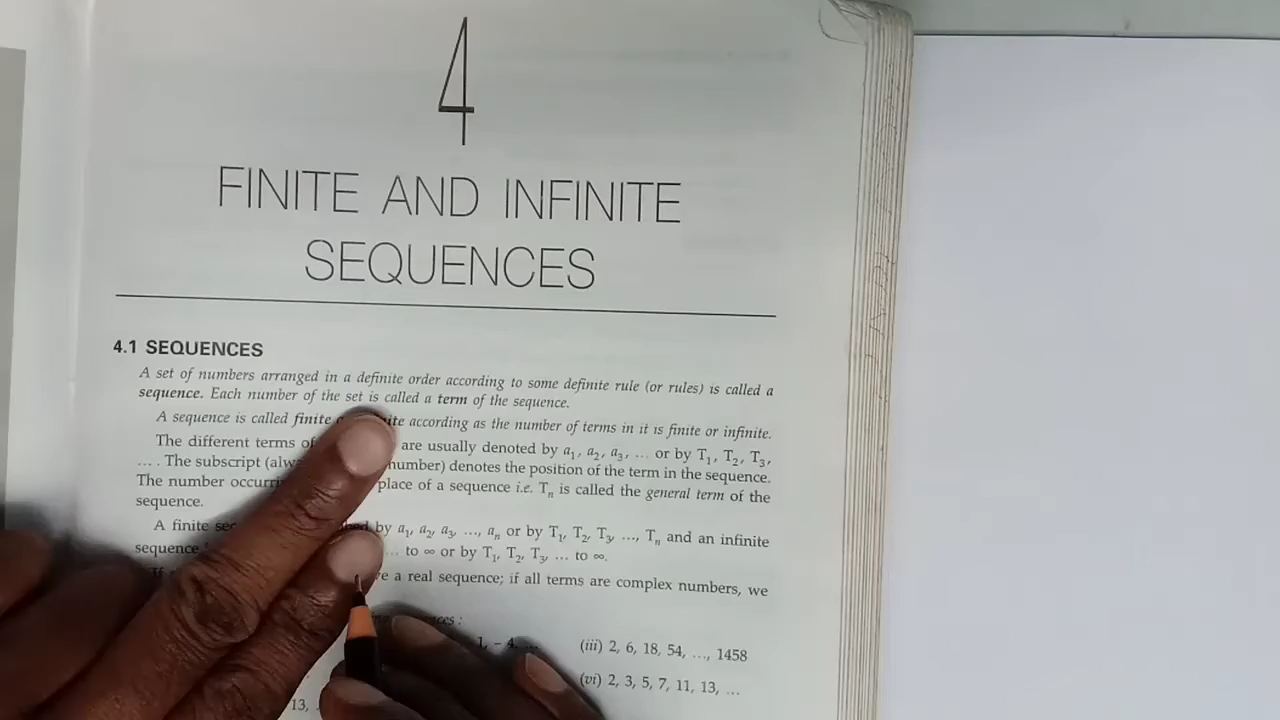 4
FINITE AND INFINITE
SEQUENCES
4.1 SEQUENCES
A set of numbers arranged in a definite order according to some definite rule (or rules) is called a
sequence. Each number of the set is called a term of the sequence.
A sequence is called finite according as the number of terms in it is finite or infinite.
The different terms of are usually denoted by a₁, a₂, a₃, ... or by T₁, T₂, T₃,
... . The subscript number) denotes the position of the term in the sequence.
The number place of a sequence i.e. Tₙ is called the general term of the
sequence.
A finite by a₁, a₂, a₃, ..., aₙ or by T₁, T₂, T₃, ..., Tₙ and an infinite
sequence ... to ∞ or by T₁, T₂, T₃, ... to ∞.
a real sequence; if all terms are complex numbers, we
1, – 4, ... (iii) 2, 6, 18, 54, ..., 1458
(vi) 2, 3, 5, 7, 11, 13, ...
13,